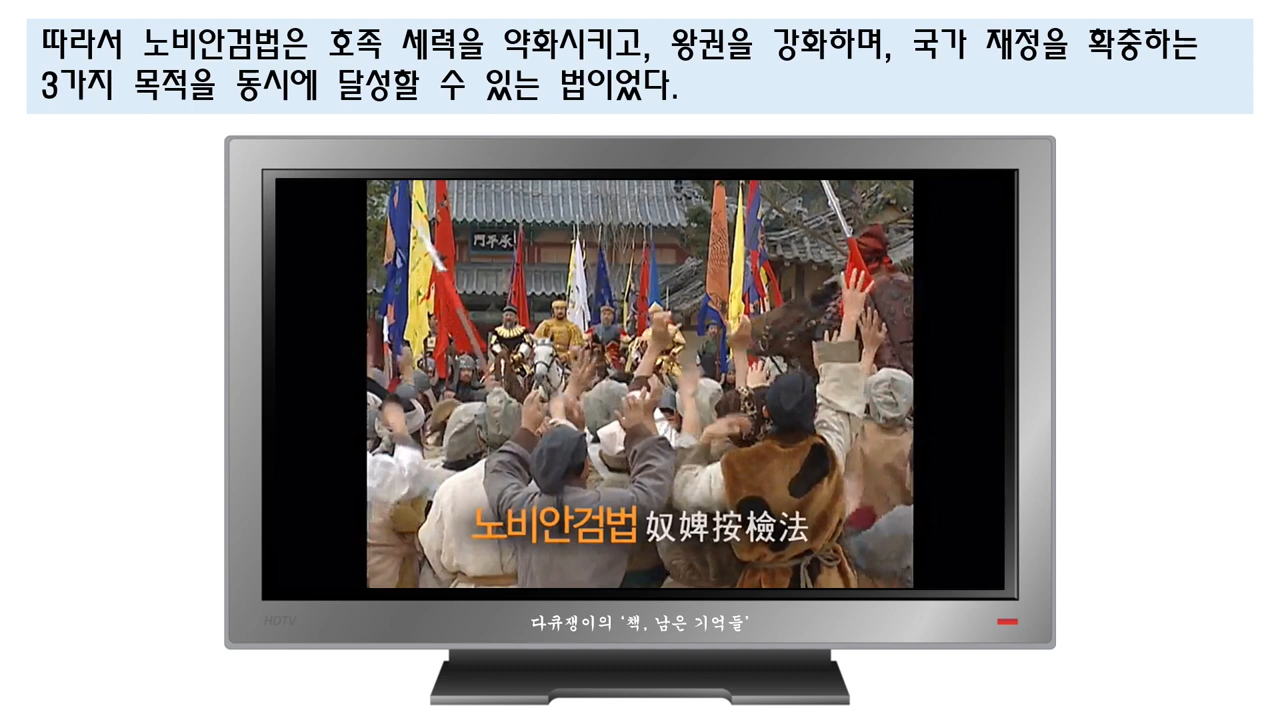 따라서 노비안검법은 호족 세력을 약화시키고, 왕권을 강화하며, 국가 재정을 확충하는
3가지 목적을 동시에 달성할 수 있는 법이었다.
門平承
노비안검법 奴婢按檢法
HDTV
다큐쟁이의 '책, 남은 기억들'